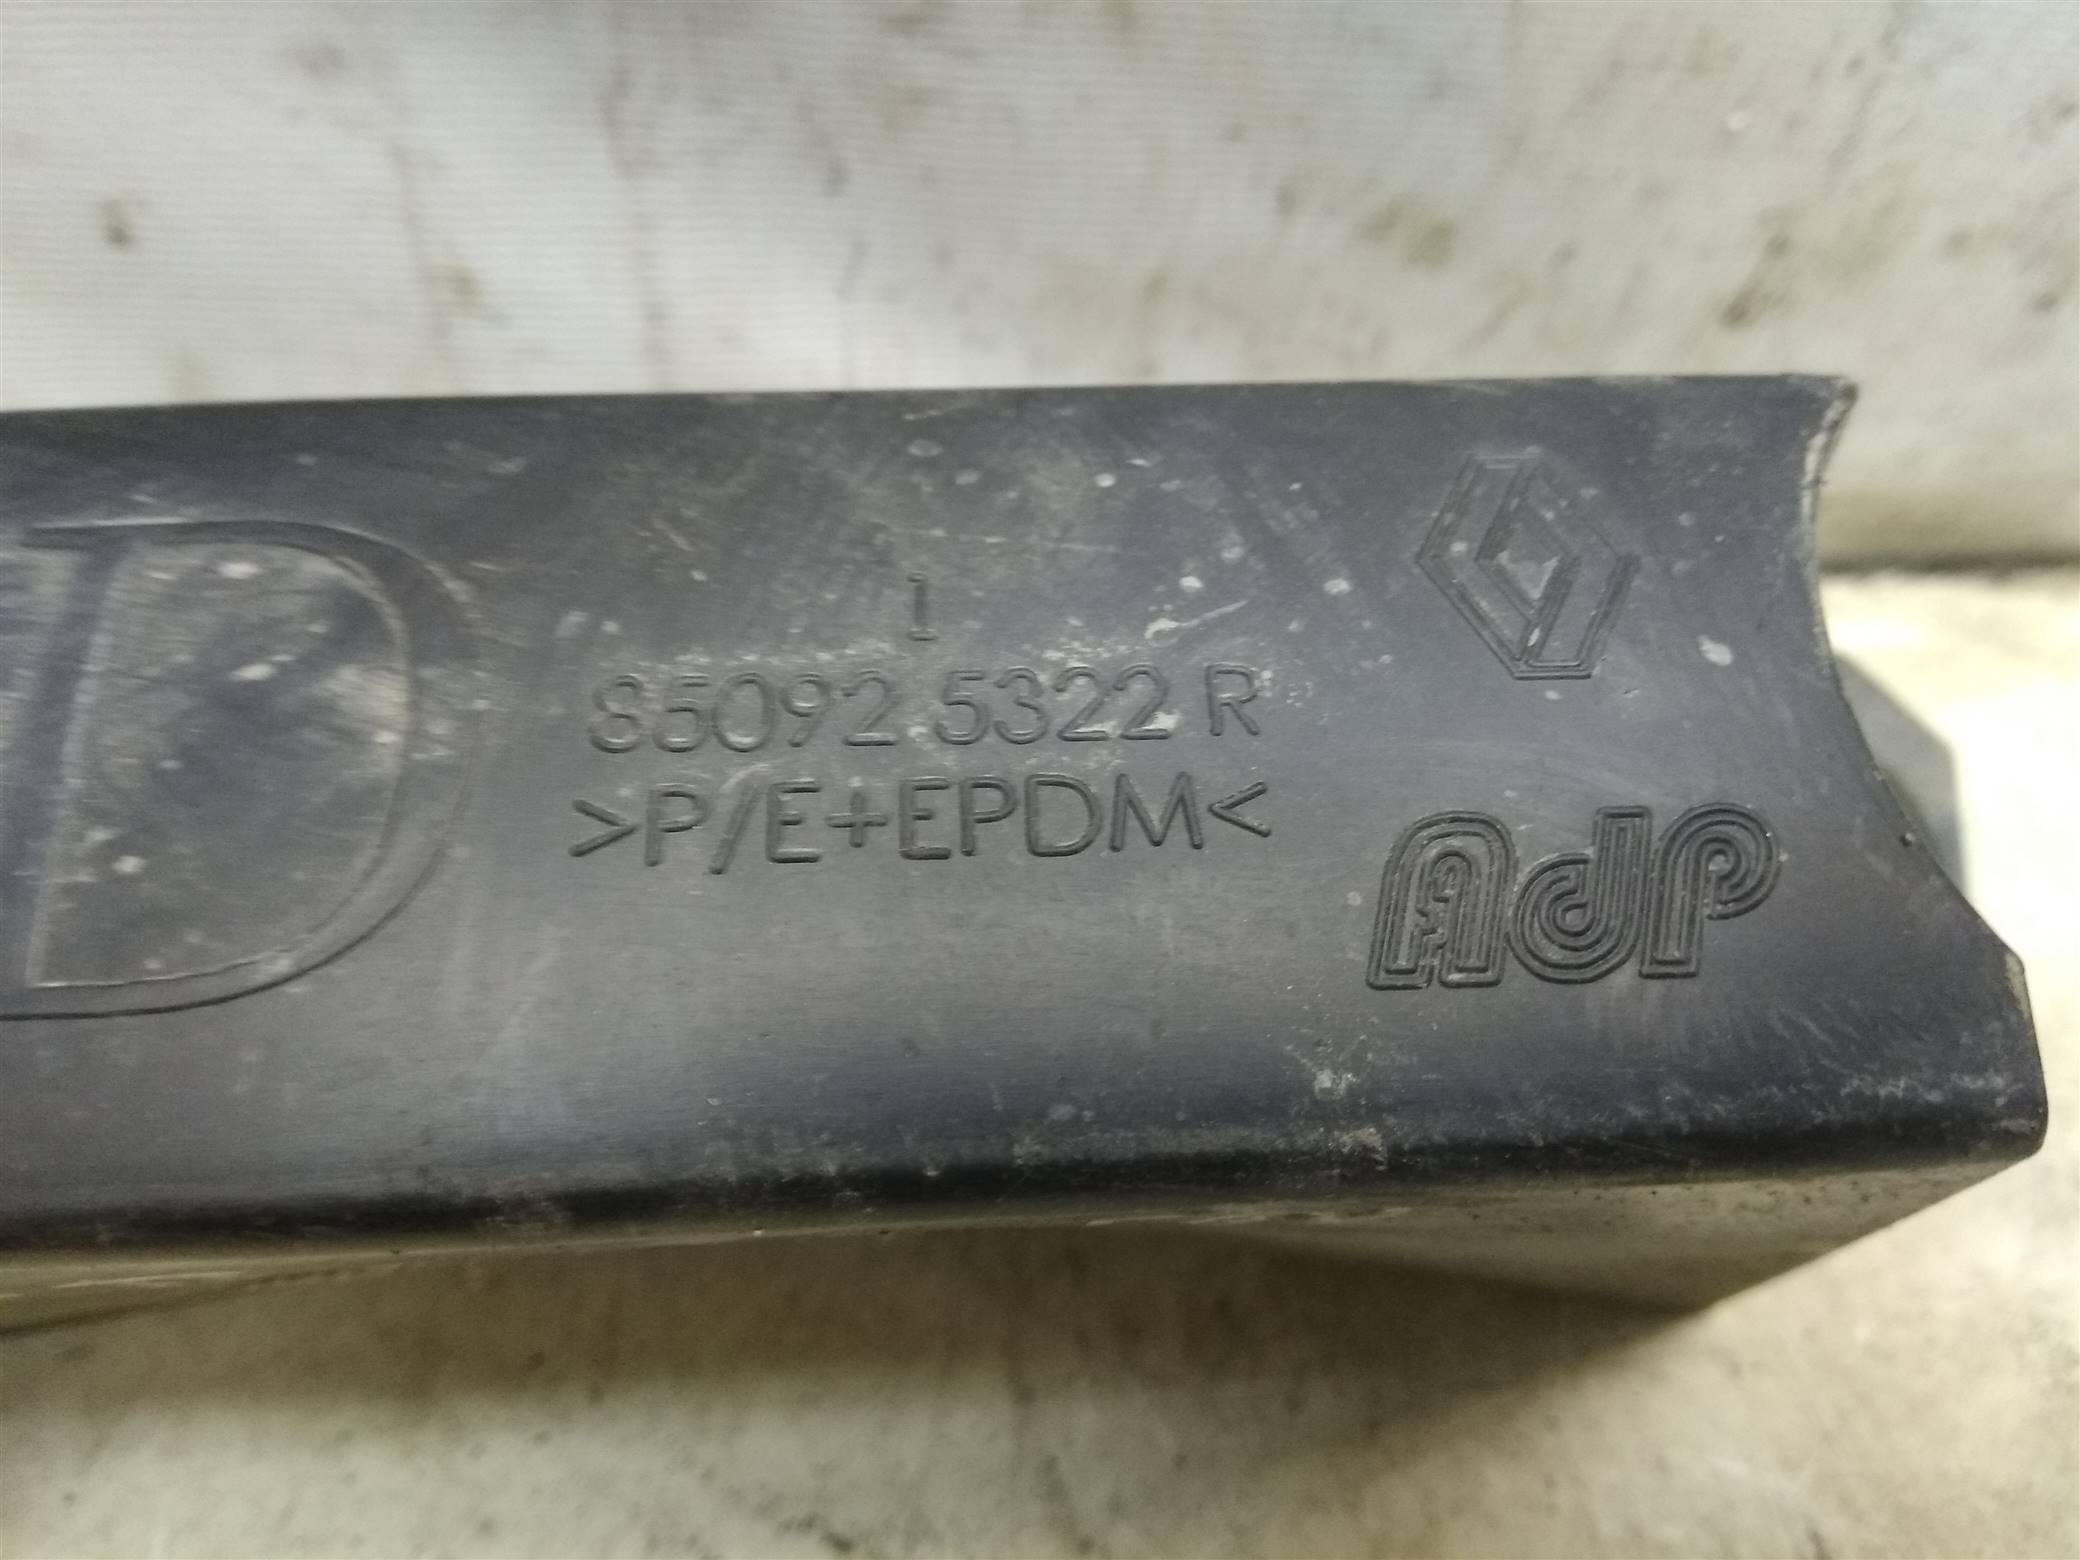 D
1
85092 5322 R
>P/E+EPDM<
AdP